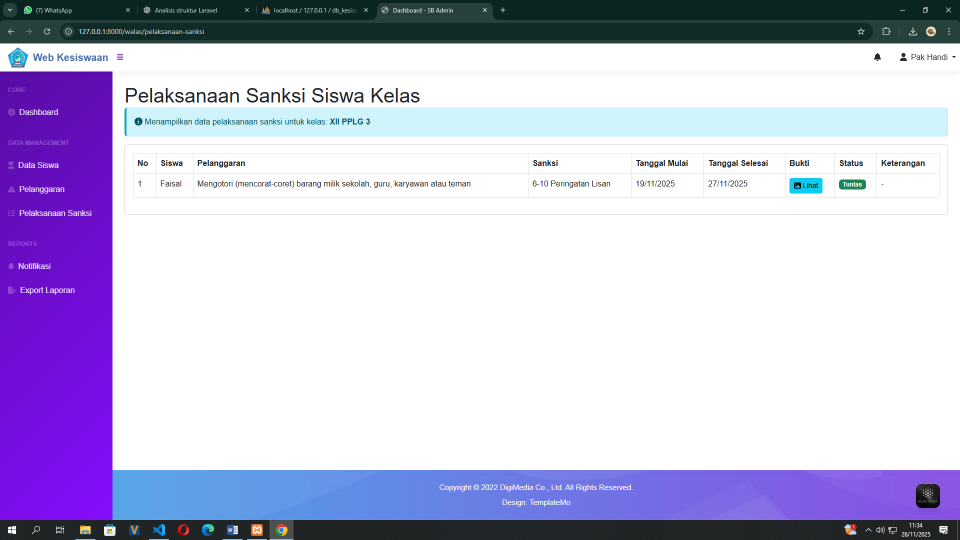 (7) WhatsApp
Analisis struktur Laravel
localhost / 127.0.0.1 / db_kesis
Dashboard - SB Admin
127.0.0.1:8000/walas/pelaksanaan-sanksi
Web Kesiswaan
Pak Handi
CORE
Dashboard
DATA MANAGEMENT
Data Siswa
Pelanggaran
Pelaksanaan Sanksi
REPORTS
Notifikasi
Export Laporan
Pelaksanaan Sanksi Siswa Kelas
Menampilkan data pelaksanaan sanksi untuk kelas: XII PPLG 3
No Siswa Pelanggaran Sanksi Tanggal Mulai Tanggal Selesai Bukti Status Keterangan
1 Faisal Mengotori (mencorat-coret) barang milik sekolah, guru, karyawan atau teman 6-10 Peringatan Lisan 19/11/2025 27/11/2025 Lihat Tuntas -
Copyright © 2022 DigiMedia Co., Ltd. All Rights Reserved.
Design: TemplateMo
11:34
26/11/2025